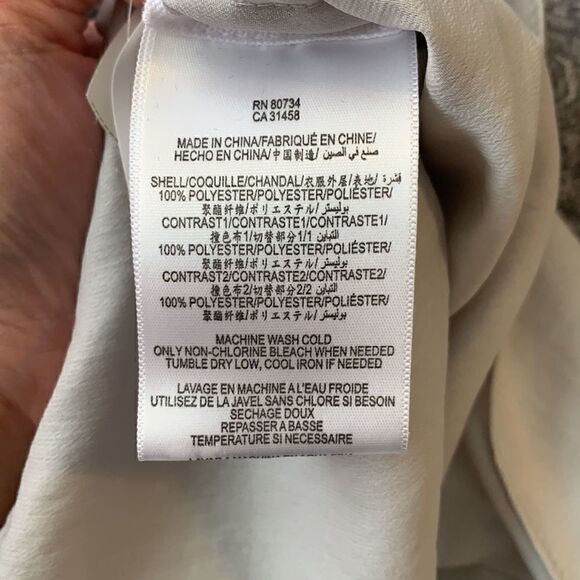 RN 80734
CA 31458
MADE IN CHINA/FABRIQUÉ EN CHINE/
HECHO EN CHINA/中国制造/ صنع في الصين/
SHELL/COQUILLE/CHANDAL/衣服外层/表地/ قشرة/
100% POLYESTER/POLYESTER/POLIÉSTER/
聚酯纤维/ポリエステル/ بوليستر/
CONTRAST1/CONTRASTE1/CONTRASTE1/
撞色布1/切替部分1/ التباين 1/
100% POLYESTER/POLYESTER/POLIÉSTER/
聚酯纤维/ポリエステル/ بوليستر/
CONTRAST2/CONTRASTE2/CONTRASTE2/
撞色布2/切替部分2/ التباين 2/
100% POLYESTER/POLYESTER/POLIÉSTER/
聚酯纤维/ポリエステル/ بوليستر/
MACHINE WASH COLD
ONLY NON-CHLORINE BLEACH WHEN NEEDED
TUMBLE DRY LOW, COOL IRON IF NEEDED
LAVAGE EN MACHINE A L'EAU FROIDE
UTILISEZ DE LA JAVEL SANS CHLORE SI BESOIN
SECHAGE DOUX
REPASSER A BASSE
TEMPERATURE SI NECESSAIRE